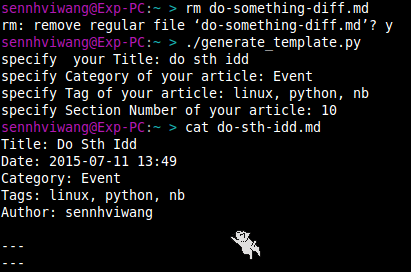 sennhviwang@Exp-PC:~ > rm do-something-diff.md
rm: remove regular file ‘do-something-diff.md’? y
sennhviwang@Exp-PC:~ > ./generate_template.py
specify  your Title: do sth idd
specify Category of your article: Event
specify Tag of your article: linux, python, nb
specify Section Number of your article: 10
sennhviwang@Exp-PC:~ > cat do-sth-idd.md
Title: Do Sth Idd
Date: 2015-07-11 13:49
Category: Event
Tags: linux, python, nb
Author: sennhviwang

---
---